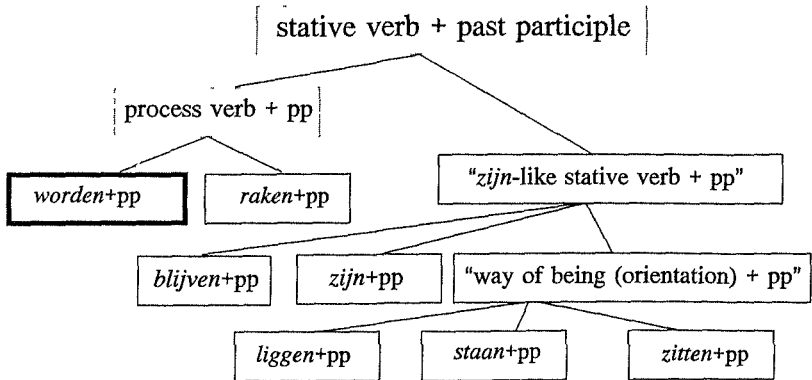 stative verb + past participle
process verb + pp
worden+pp
raken+pp
"zijn-like stative verb + pp"
blijven+pp
zijn+pp
"way of being (orientation) + pp"
liggen+pp
staan+pp
zitten+pp